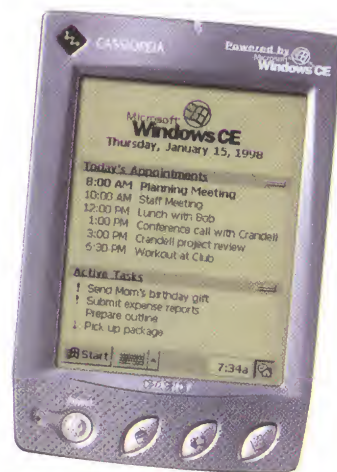 CASSIOPEIA
Powered by
Microsoft
Windows CE
Microsoft
Windows CE
Thursday, January 15, 1998
Today's Appointments
8:00 AM Planning Meeting
10:00 AM Staff Meeting
12:00 PM Lunch with Bob
1:00 PM Conference call with Crandell
3:00 PM Crandell project review
6:30 PM Workout at Club
Active Tasks
! Send Mom's birthday gift
! Submit expense reports
Prepare outline
↓ Pick up package
Start
7:34a